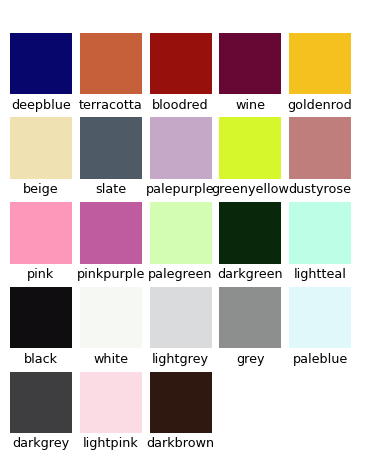 deepblue terracotta bloodred wine goldenrod
beige slate palepurple greenyellow dustyrose
pink pinkpurple palegreen darkgreen lightteal
black white lightgrey grey paleblue
darkgrey lightpink darkbrown